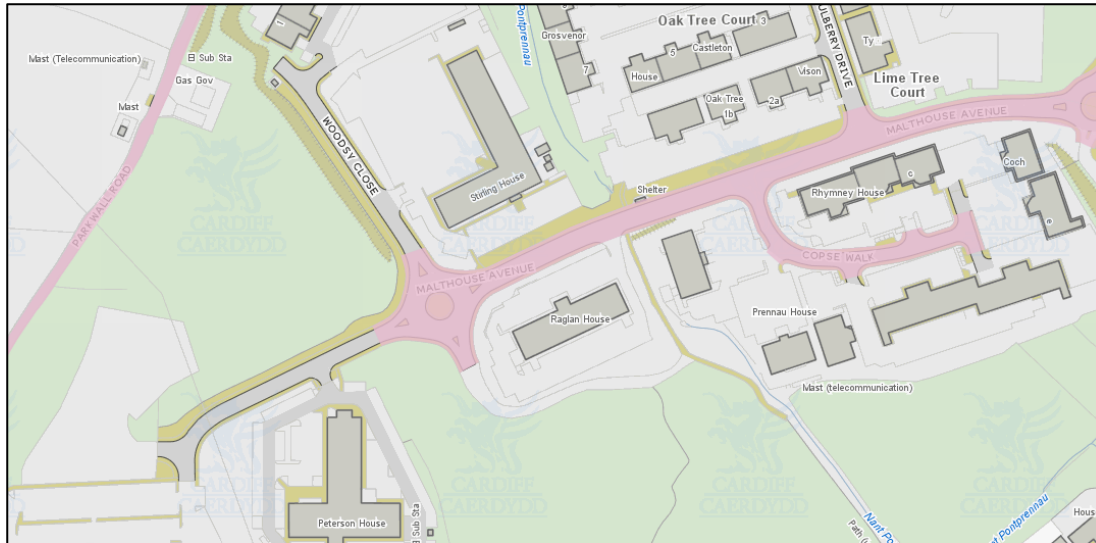 Oak Tree Court
3
Grosvenor
Castleton
5
House
7
MULBERRY DRIVE
Ty
Lime Tree
Court
Vison
2a
Oak Tree
1b
El Sub Sta
Mast (Telecommunication)
Gas Gov
Mast
PARKWALL ROAD
WOODSY CLOSE
Nant Pontprennau
MALTHOUSE AVENUE
Stirling House
Shelter
Rhymney House
c
Coch
e
COPSE WALK
MALTHOUSE AVENUE
Raglan House
Prennau House
Mast (telecommunication)
Peterson House
El Sub Sta
Nant Po
Path (u
t Pontprennau
Hous
CARDIFF
CAERDYDD